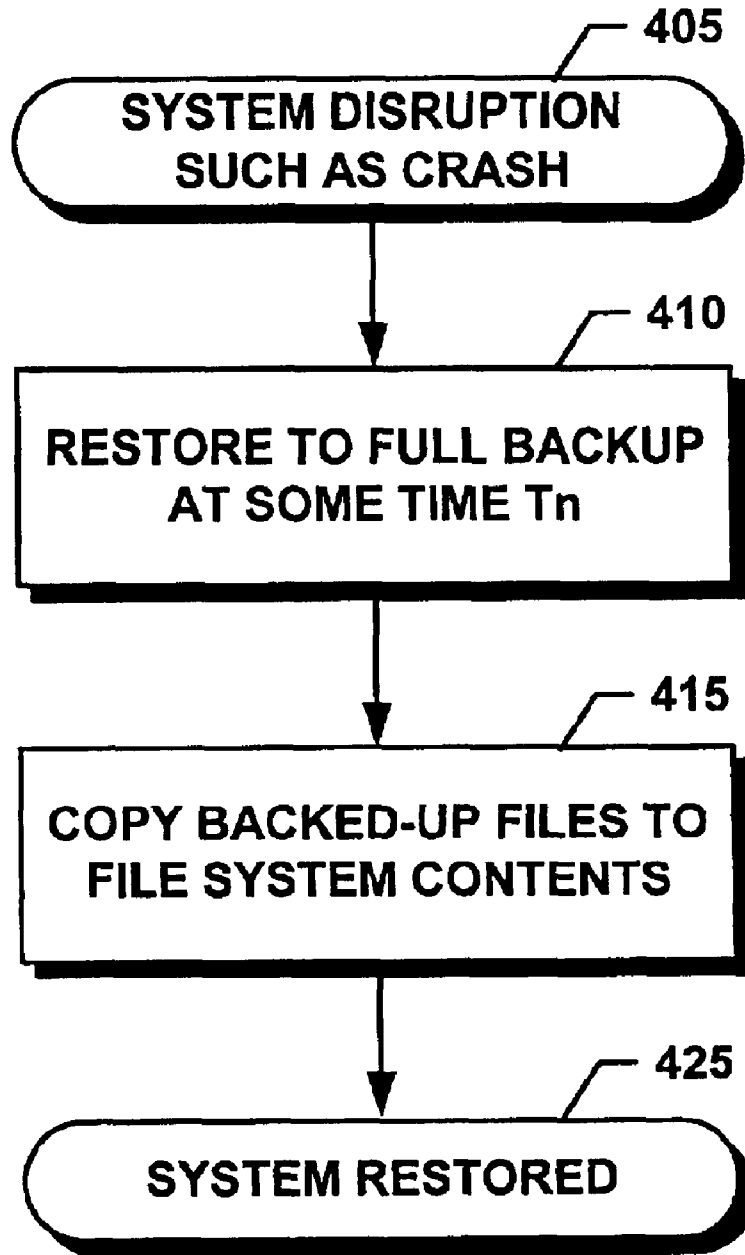 405
SYSTEM DISRUPTION
SUCH AS CRASH
410
RESTORE TO FULL BACKUP
AT SOME TIME Tn
415
COPY BACKED-UP FILES TO
FILE SYSTEM CONTENTS
425
SYSTEM RESTORED